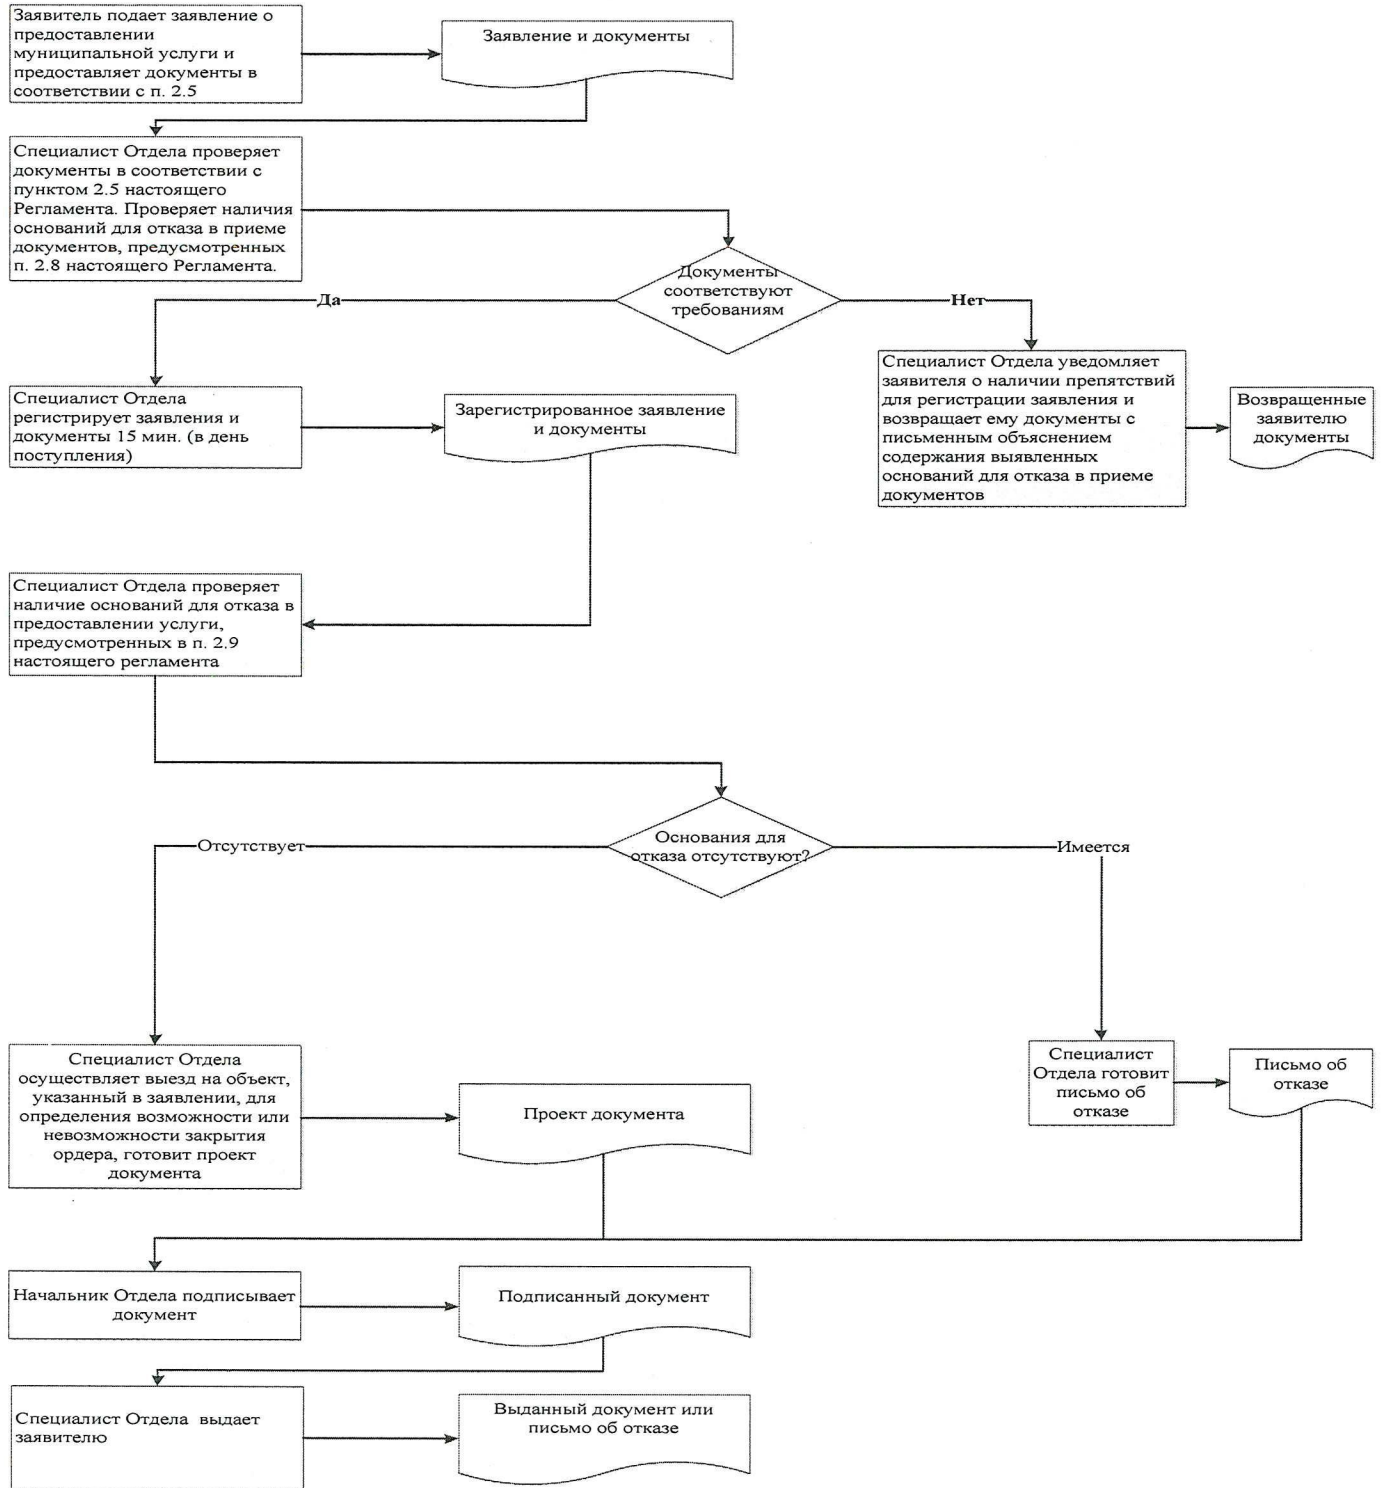 Заявитель подает заявление о
предоставлении
муниципальной услуги и
предоставляет документы в
соответствии с п. 2.5
Заявление и документы
Специалист Отдела проверяет
документы в соответствии с
пунктом 2.5 настоящего
Регламента. Проверяет наличия
оснований для отказа в приеме
документов, предусмотренных
п. 2.8 настоящего Регламента.
Документы
соответствуют
требованиям
Да
Нет
Специалист Отдела
регистрирует заявления и
документы 15 мин. (в день
поступления)
Зарегистрированное заявление
и документы
Специалист Отдела уведомляет
заявителя о наличии препятствий
для регистрации заявления и
возвращает ему документы с
письменным объяснением
содержания выявленных
оснований для отказа в приеме
документов
Возвращенные
заявителю
документы
Специалист Отдела проверяет
наличие оснований для отказа в
предоставлении услуги,
предусмотренных в п. 2.9
настоящего регламента
Основания для
отказа отсутствуют?
Отсутствует
Имеется
Специалист Отдела
осуществляет выезд на объект,
указанный в заявлении, для
определения возможности или
невозможности закрытия
ордера, готовит проект
документа
Проект документа
Специалист
Отдела готовит
письмо об
отказе
Письмо об
отказе
Начальник Отдела подписывает
документ
Подписанный документ
Специалист Отдела  выдает
заявителю
Выданный документ или
письмо об отказе